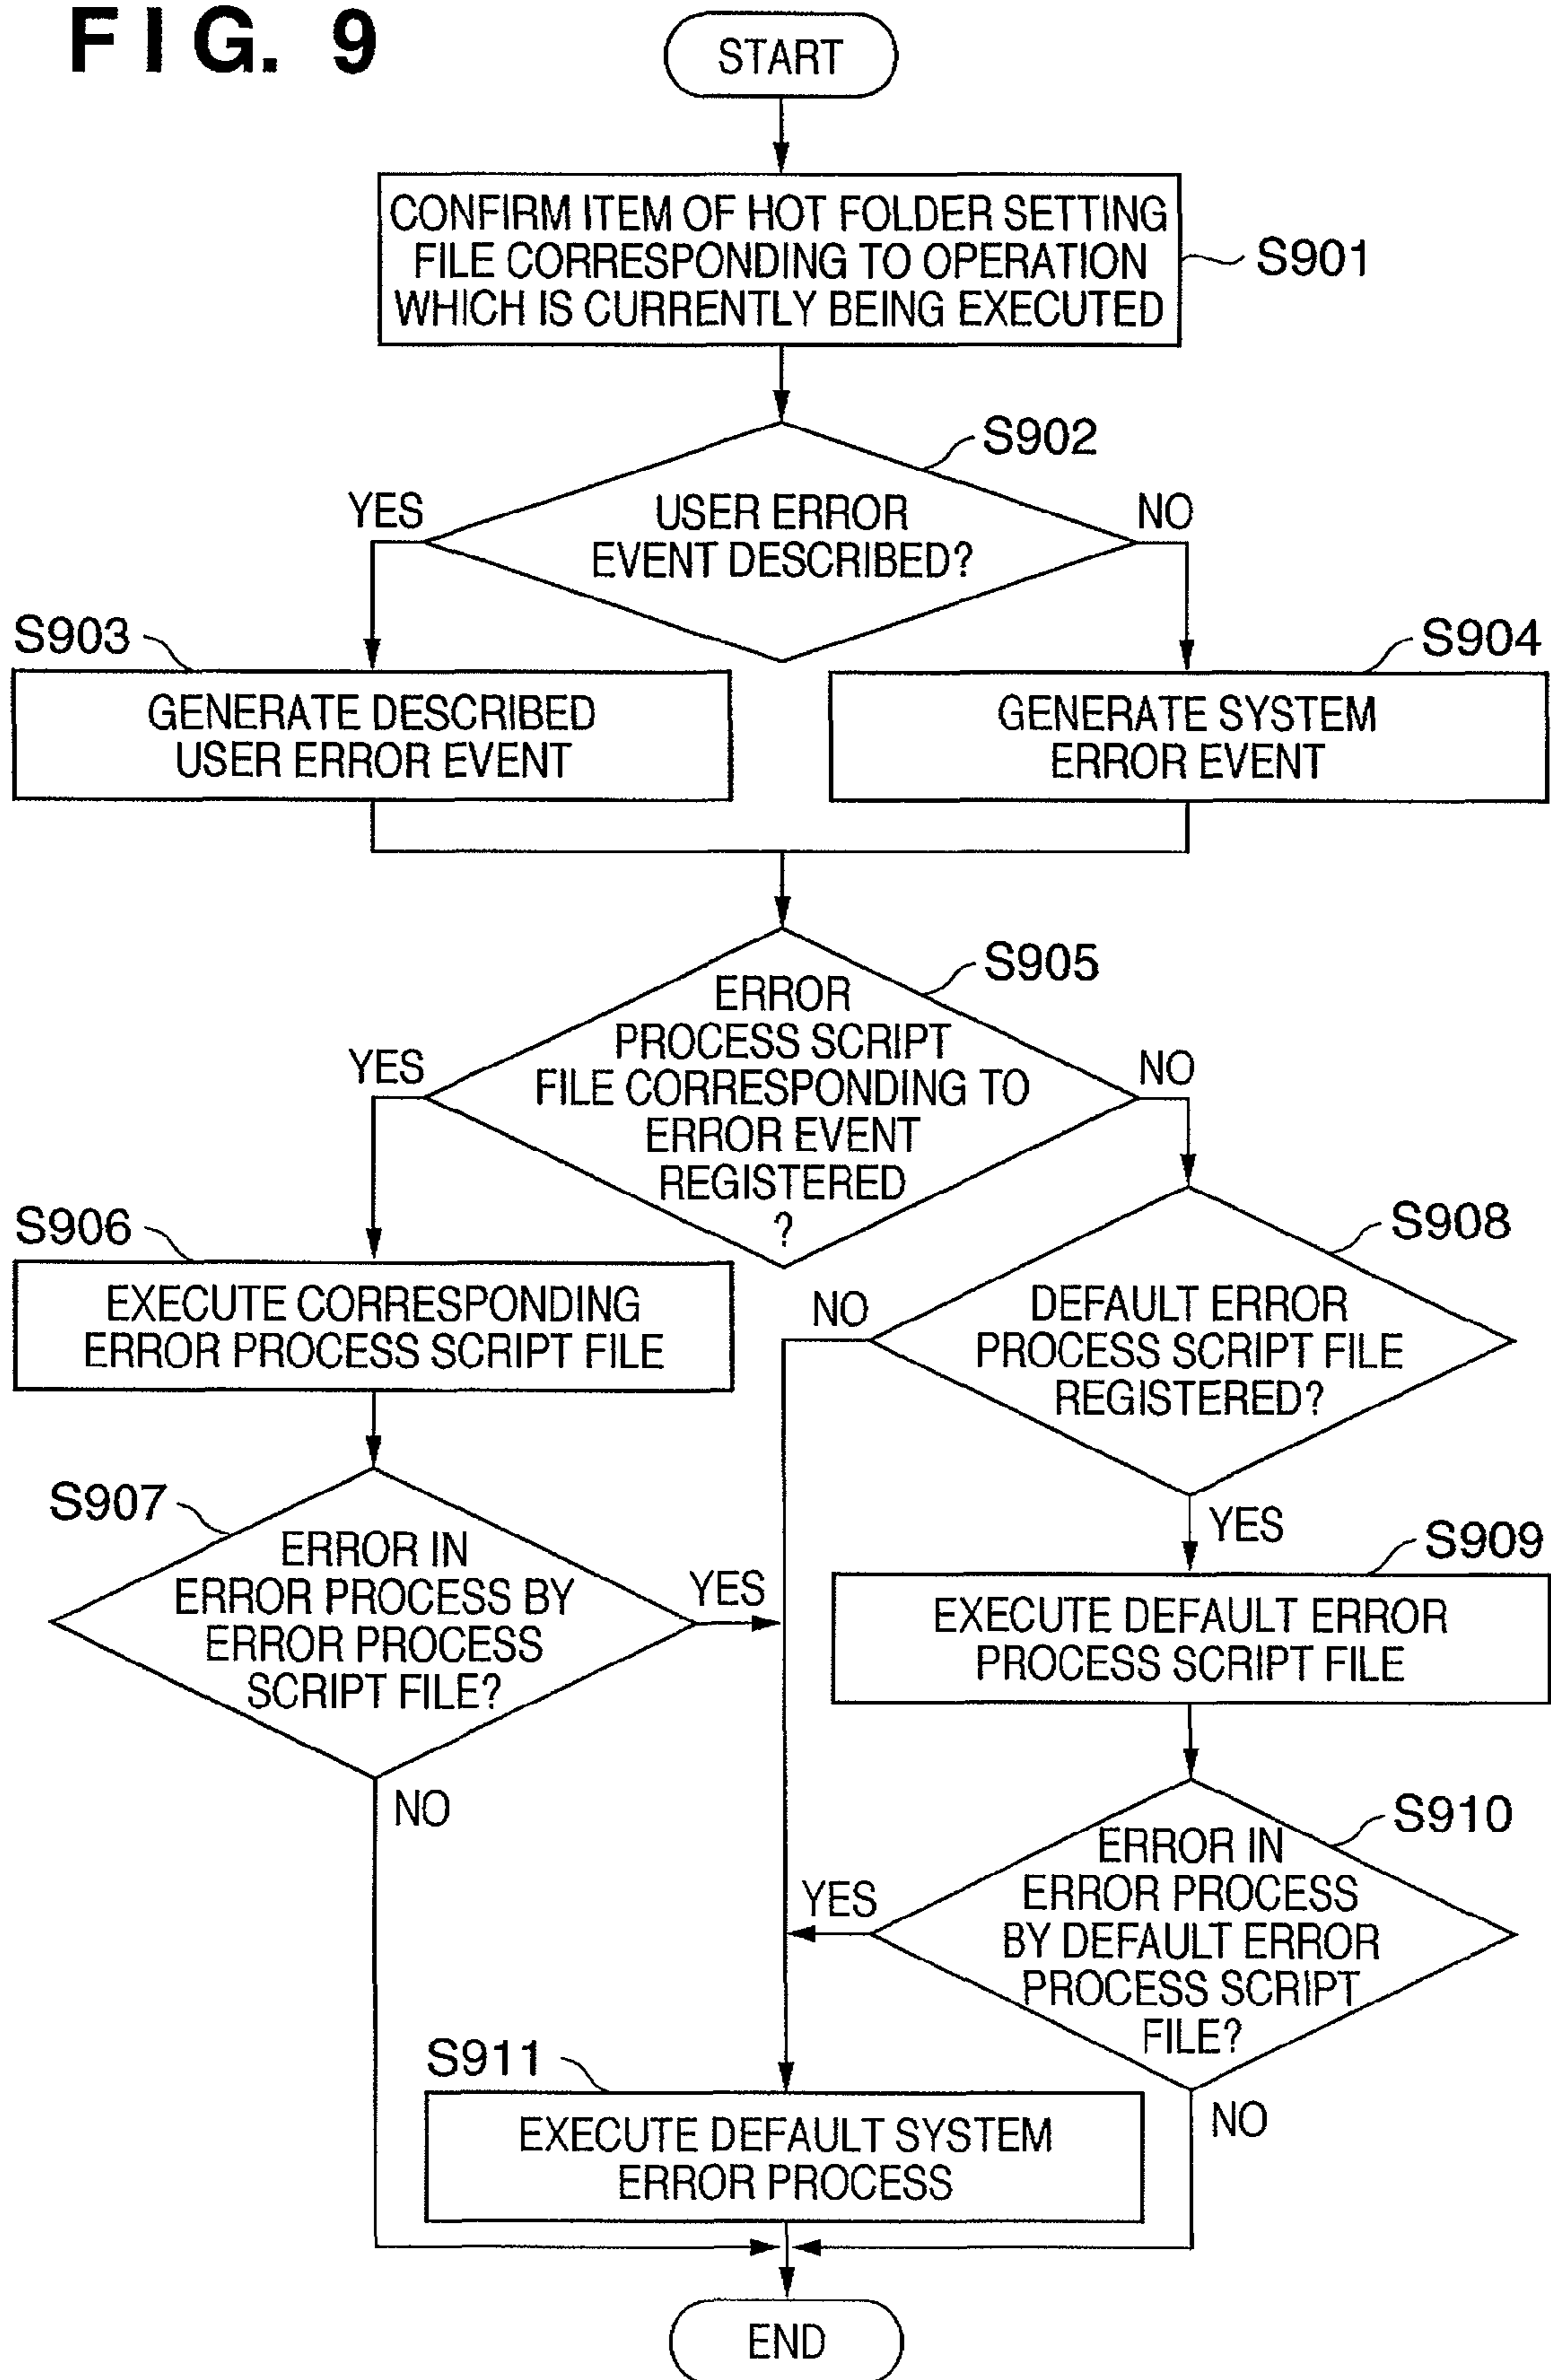 FIG. 9
START
CONFIRM ITEM OF HOT FOLDER SETTING
FILE CORRESPONDING TO OPERATION
WHICH IS CURRENTLY BEING EXECUTED
S901
S902
USER ERROR
EVENT DESCRIBED?
YES
NO
S903
GENERATE DESCRIBED
USER ERROR EVENT
S904
GENERATE SYSTEM
ERROR EVENT
S905
ERROR
PROCESS SCRIPT
FILE CORRESPONDING TO
ERROR EVENT
REGISTERED
?
YES
NO
S906
EXECUTE CORRESPONDING
ERROR PROCESS SCRIPT FILE
S908
DEFAULT ERROR
PROCESS SCRIPT FILE
REGISTERED?
NO
YES
S907
ERROR IN
ERROR PROCESS BY
ERROR PROCESS
SCRIPT FILE?
YES
NO
S909
EXECUTE DEFAULT ERROR
PROCESS SCRIPT FILE
S910
ERROR IN
ERROR PROCESS
BY DEFAULT ERROR
PROCESS SCRIPT
FILE?
YES
NO
S911
EXECUTE DEFAULT SYSTEM
ERROR PROCESS
END